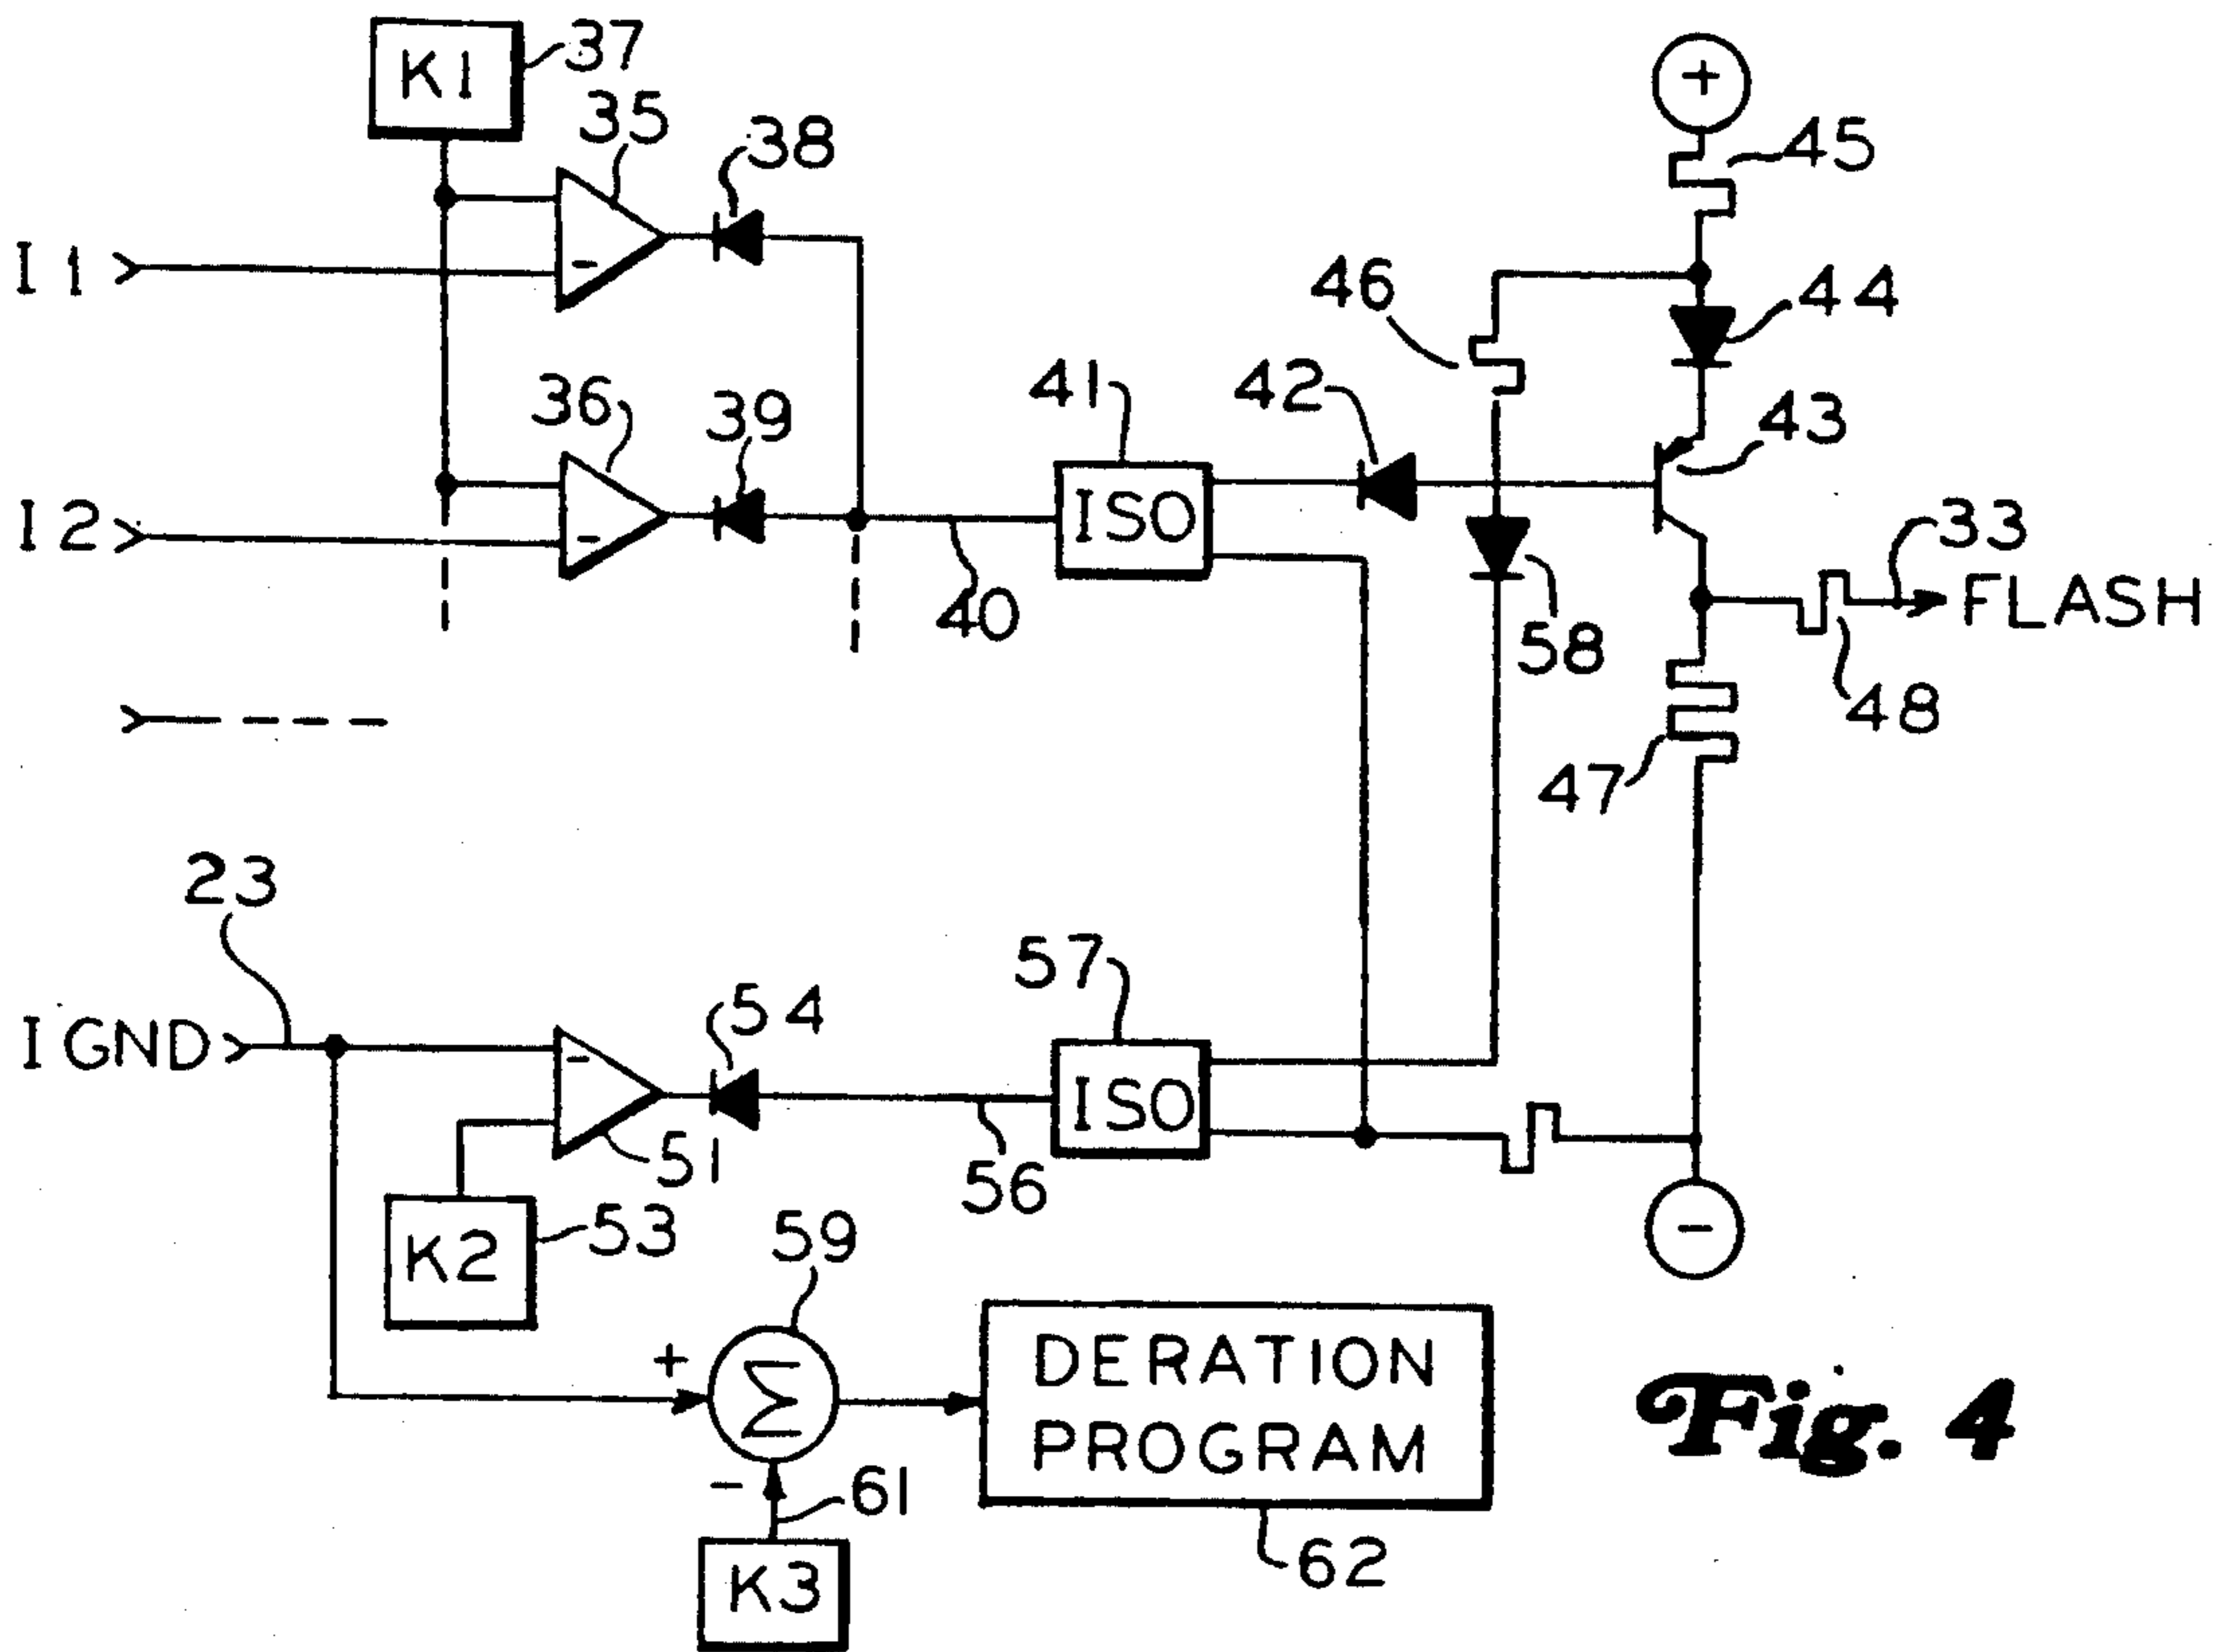 K1
37
35
38
+
45
I1
-
46
44
36
39
41
42
43
I2
-
ISO
33
40
58
FLASH
48
47
23
57
I GND
-
54
ISO
51
56
K2
53
59
-
+
Σ
DERATION
PROGRAM
-
61
K3
62
Fig. 4